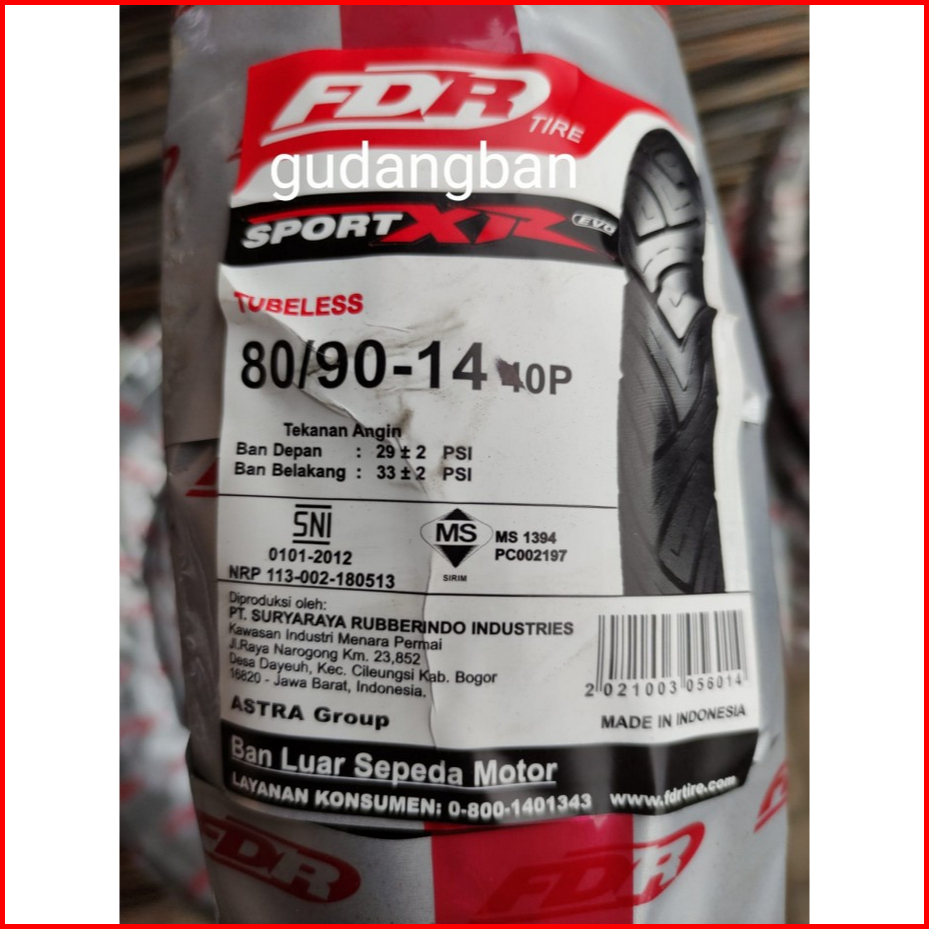 FDR
TIRE
gudangban
SPORT XR EVO
TUBELESS
80/90-14 40P
Tekanan Angin
Ban Depan : 29 ± 2 PSI
Ban Belakang : 33 ± 2 PSI
SNI
0101-2012
NRP 113-002-180513
MS
SIRIM
MS 1394
PC002197
Diproduksi oleh:
PT. SURYARAYA RUBBERINDO INDUSTRIES
Kawasan Industri Menara Permai
Jl.Raya Narogong Km. 23,852
Desa Dayeuh, Kec. Cileungsi Kab. Bogor
16820 - Jawa Barat, Indonesia.
ASTRA Group
2 021003 056014
MADE IN INDONESIA
Ban Luar Sepeda Motor
LAYANAN KONSUMEN: 0-800-1401343 www.fdrtire.com
FDR
FDR